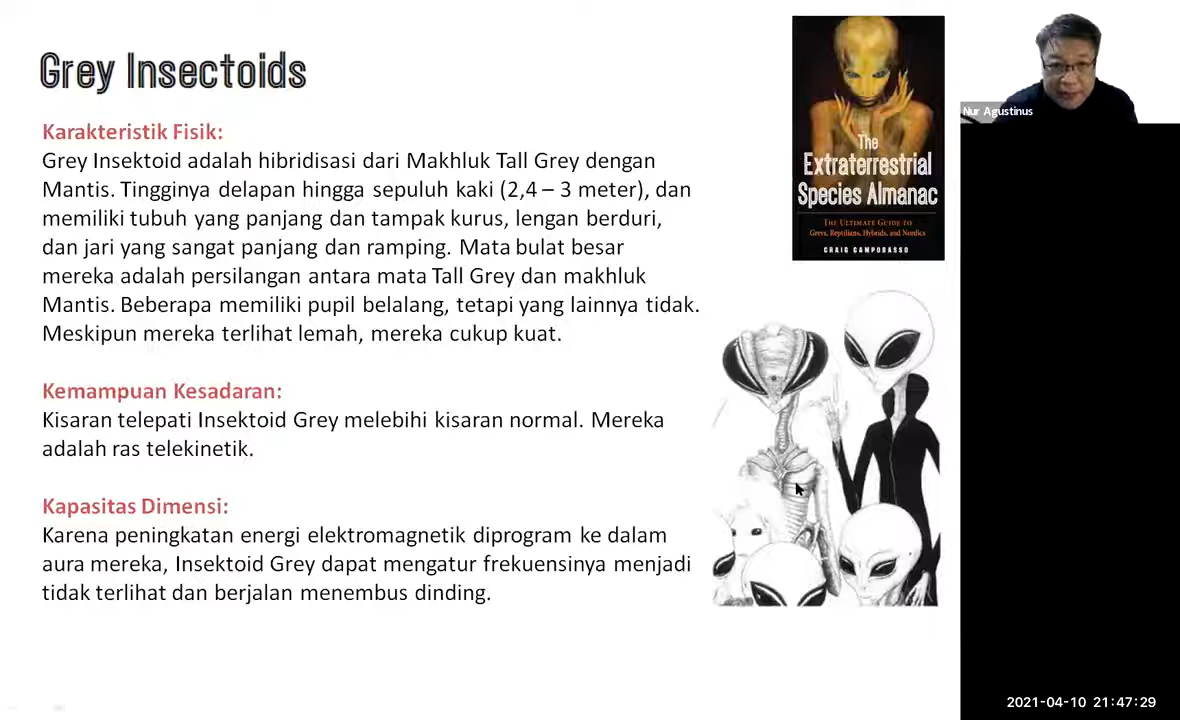 Grey Insectoids
Karakteristik Fisik:
Grey Insektoid adalah hibridisasi dari Makhluk Tall Grey dengan
Mantis. Tingginya delapan hingga sepuluh kaki (2,4 – 3 meter), dan
memiliki tubuh yang panjang dan tampak kurus, lengan berduri,
dan jari yang sangat panjang dan ramping. Mata bulat besar
mereka adalah persilangan antara mata Tall Grey dan makhluk
Mantis. Beberapa memiliki pupil belalang, tetapi yang lainnya tidak.
Meskipun mereka terlihat lemah, mereka cukup kuat.
Kemampuan Kesadaran:
Kisaran telepati Insektoid Grey melebihi kisaran normal. Mereka
adalah ras telekinetik.
Kapasitas Dimensi:
Karena peningkatan energi elektromagnetik diprogram ke dalam
aura mereka, Insektoid Grey dapat mengatur frekuensinya menjadi
tidak terlihat dan berjalan menembus dinding.
The
Extraterrestrial
Species Almanac
The Ultimate Guide to
Greys, Reptilians, Hybrids, and Nordics
CRAIG CAMPOBASSO
Nur Agustinus
2021-04-10 21:47:29